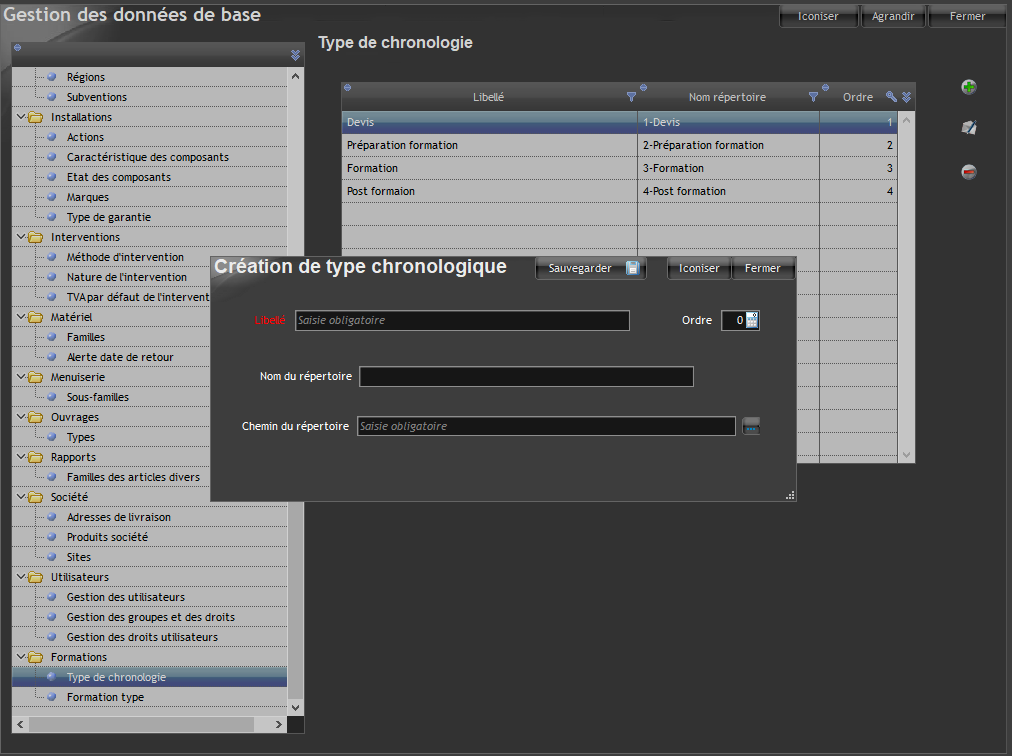 Gestion des données de base
Iconiser
Agrandir
Fermer
Régions
Subventions
Installations
Actions
Caractéristique des composants
Etat des composants
Marques
Type de garantie
Interventions
Méthode d'intervention
Nature de l'intervention
TVA par défaut de l'intervent
Matériel
Familles
Alerte date de retour
Menuiserie
Sous-familles
Ouvrages
Types
Rapports
Familles des articles divers
Société
Adresses de livraison
Produits société
Sites
Utilisateurs
Gestion des utilisateurs
Gestion des groupes et des droits
Gestion des droits utilisateurs
Formations
Type de chronologie
Formation type
Type de chronologie
Libellé Nom répertoire Ordre
Devis 1-Devis 1
Préparation formation 2-Préparation formation 2
Formation 3-Formation 3
Post formaion 4-Post formation 4
Création de type chronologique
Sauvegarder
Iconiser
Fermer
Libellé Saisie obligatoire Ordre 0
Nom du répertoire
Chemin du répertoire Saisie obligatoire